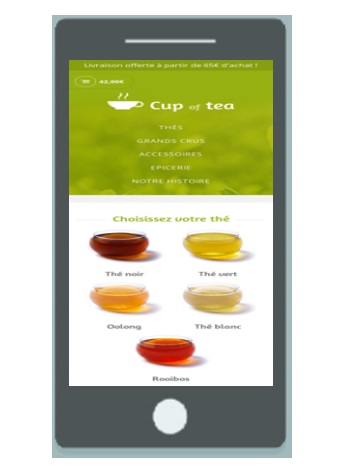 Livraison offerte à partir de 65€ d'achat !
42,00€
Cup of tea
THÉS
GRANDS CRUS
ACCESSOIRES
EPICERIE
NOTRE HISTOIRE
Choisissez votre thé
Thé noir Thé vert
Oolong Thé blanc
Rooibos